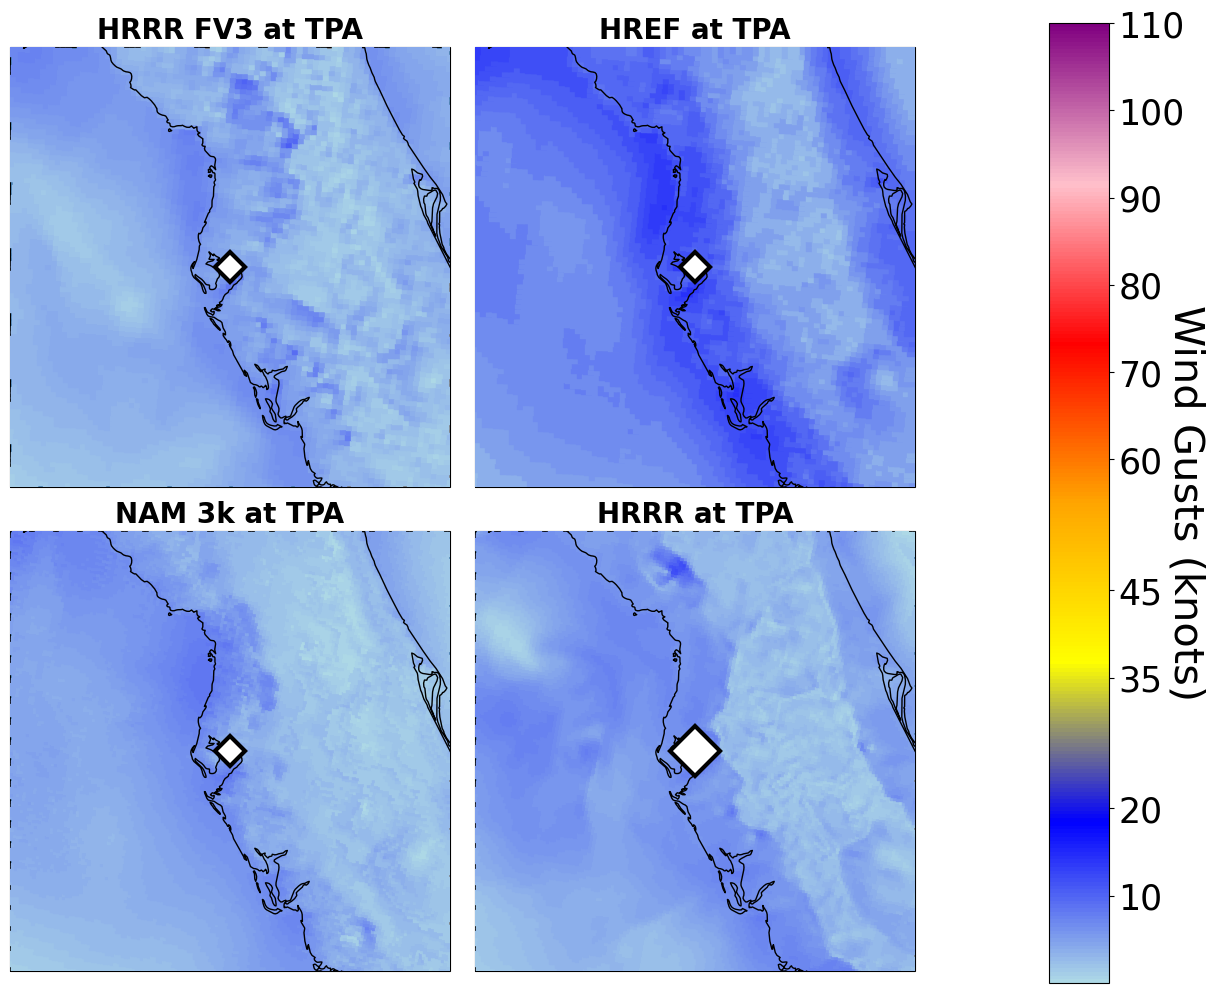 HRRR FV3 at TPA
HREF at TPA
NAM 3k at TPA
HRRR at TPA
110
100
90
80
70
60
45
35
20
10
Wind Gusts (knots)